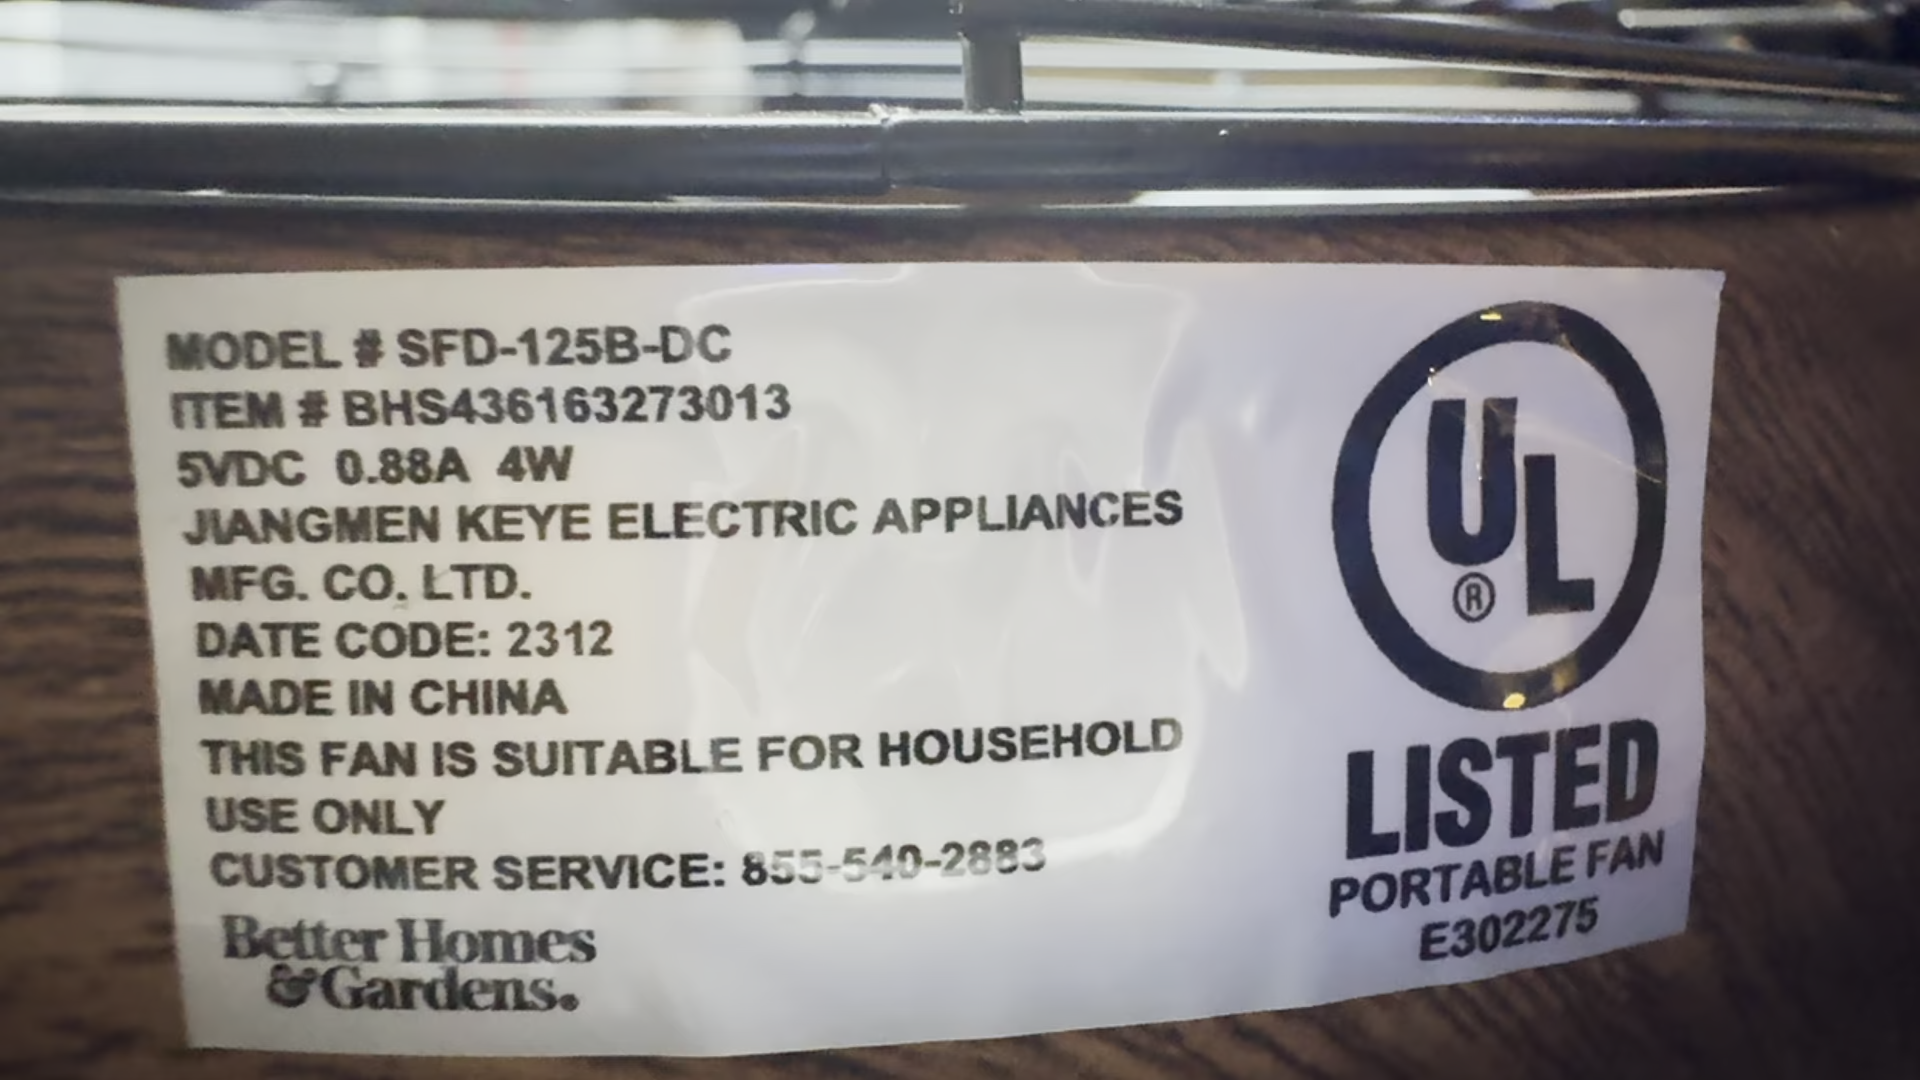 MODEL # SFD-125B-DC
ITEM # BHS436163273013
5VDC 0.88A 4W
JIANGMEN KEYE ELECTRIC APPLIANCES
MFG. CO. LTD.
DATE CODE: 2312
MADE IN CHINA
THIS FAN IS SUITABLE FOR HOUSEHOLD
USE ONLY
CUSTOMER SERVICE: 855-540-2883
Better Homes
&Gardens®
UL
®
LISTED
PORTABLE FAN
E302275